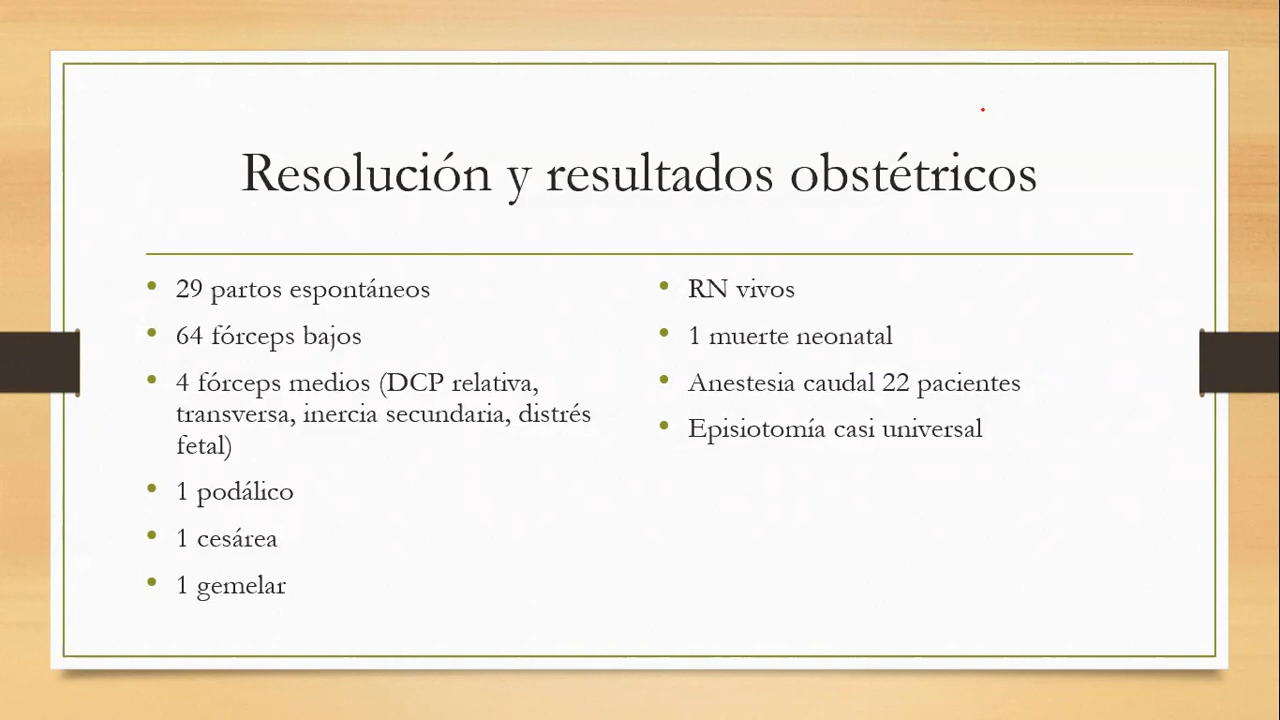 Resolución y resultados obstétricos
• 29 partos espontáneos
• 64 fórceps bajos
• 4 fórceps medios (DCP relativa,
transversa, inercia secundaria, distrés
fetal)
• 1 podálico
• 1 cesárea
• 1 gemelar
• RN vivos
• 1 muerte neonatal
• Anestesia caudal 22 pacientes
• Episiotomía casi universal